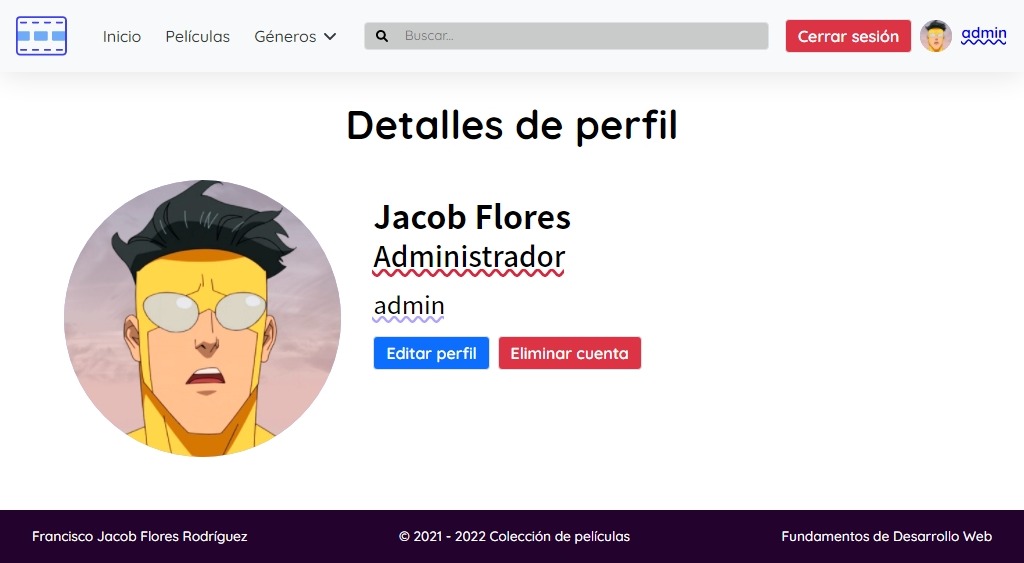 Inicio Películas Géneros Buscar... Cerrar sesión admin
Detalles de perfil
Jacob Flores
Administrador
admin
Editar perfil Eliminar cuenta
Francisco Jacob Flores Rodríguez © 2021 - 2022 Colección de películas Fundamentos de Desarrollo Web